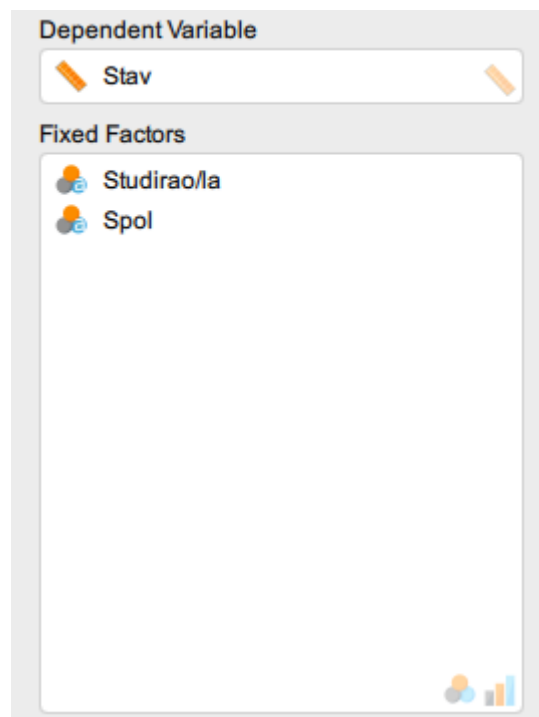 Dependent Variable
Stav
Fixed Factors
Studirao/la
Spol